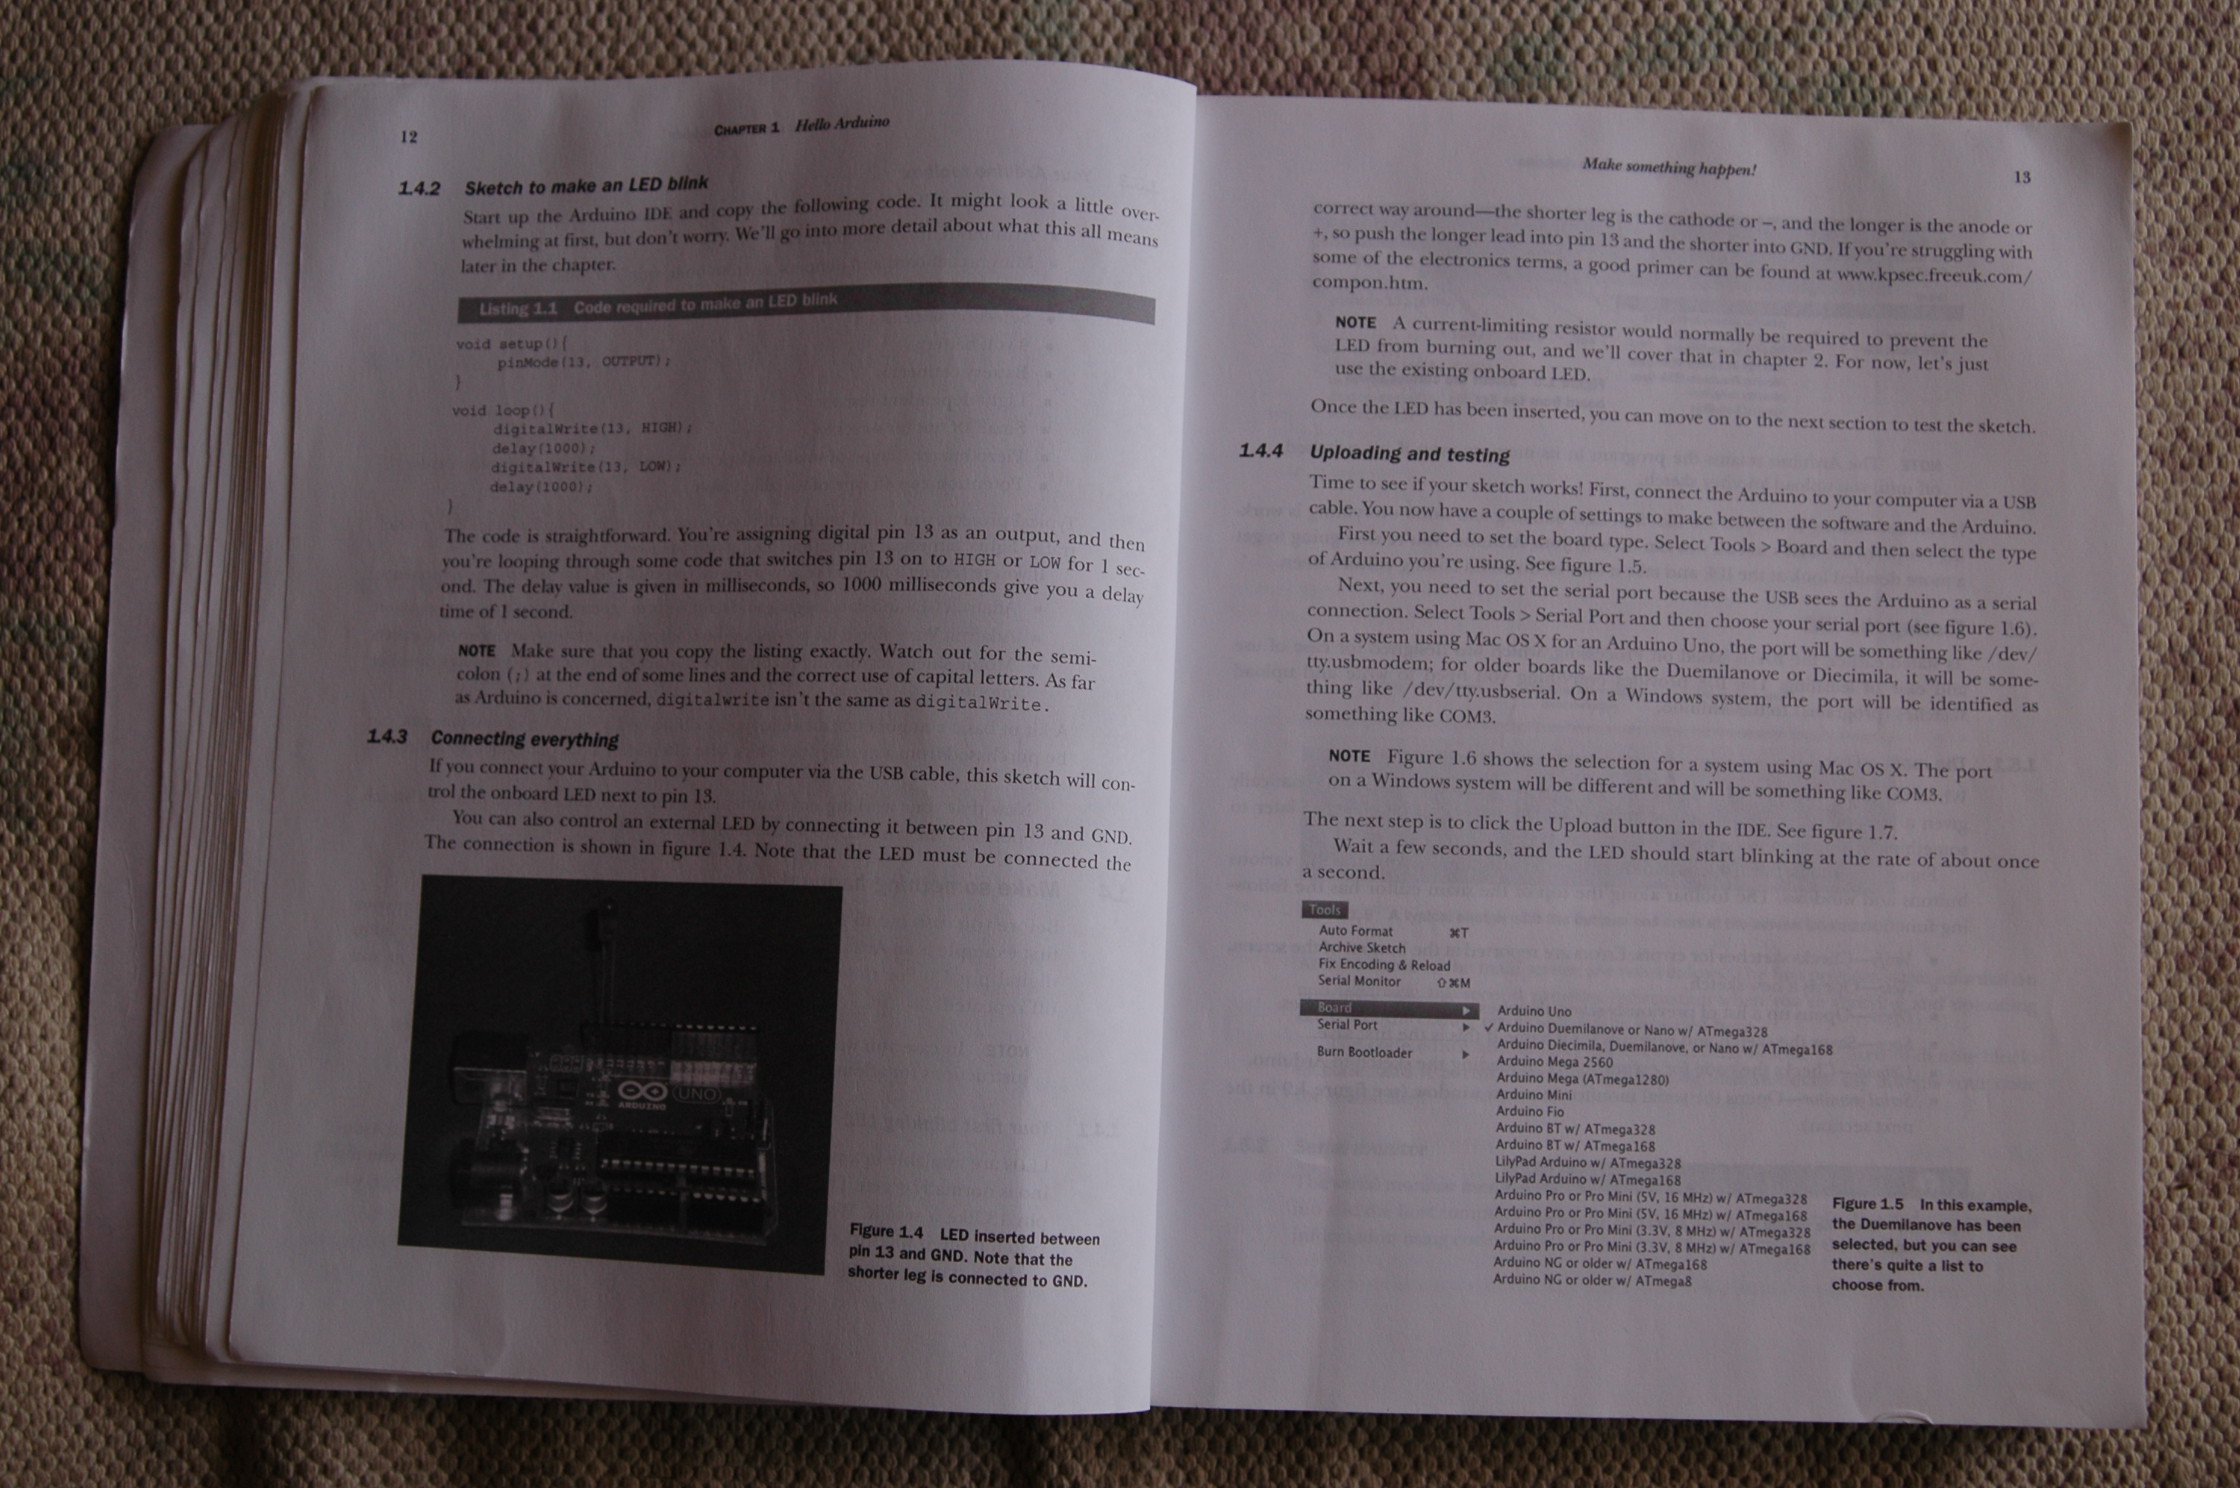 12
CHAPTER 1 Hello Arduino
1.4.2 Sketch to make an LED blink
Start up the Arduino IDE and copy the following code. It might look a little over-
whelming at first, but don't worry. We'll go into more detail about what this all means
later in the chapter.
Listing 1.1 Code required to make an LED blink
void setup(){
pinMode(13, OUTPUT);
}
void loop(){
digitalWrite(13, HIGH);
delay(1000);
digitalWrite(13, LOW);
delay(1000);
}
The code is straightforward. You're assigning digital pin 13 as an output, and then
you're looping through some code that switches pin 13 on to HIGH or LOW for 1 sec-
ond. The delay value is given in milliseconds, so 1000 milliseconds give you a delay
time of 1 second.
NOTE Make sure that you copy the listing exactly. Watch out for the semi-
colon (;) at the end of some lines and the correct use of capital letters. As far
as Arduino is concerned, digitalwrite isn't the same as digitalWrite.
1.4.3 Connecting everything
If you connect your Arduino to your computer via the USB cable, this sketch will con-
trol the onboard LED next to pin 13.
You can also control an external LED by connecting it between pin 13 and GND.
The connection is shown in figure 1.4. Note that the LED must be connected the
UNO
ARDUINO
Figure 1.4 LED inserted between
pin 13 and GND. Note that the
shorter leg is connected to GND.
Make something happen!
13
correct way around—the shorter leg is the cathode or –, and the longer is the anode or
+, so push the longer lead into pin 13 and the shorter into GND. If you're struggling with
some of the electronics terms, a good primer can be found at www.kpsec.freeuk.com/
compon.htm.
NOTE A current-limiting resistor would normally be required to prevent the
LED from burning out, and we'll cover that in chapter 2. For now, let's just
use the existing onboard LED.
Once the LED has been inserted, you can move on to the next section to test the sketch.
1.4.4 Uploading and testing
Time to see if your sketch works! First, connect the Arduino to your computer via a USB
cable. You now have a couple of settings to make between the software and the Arduino.
First you need to set the board type. Select Tools > Board and then select the type
of Arduino you're using. See figure 1.5.
Next, you need to set the serial port because the USB sees the Arduino as a serial
connection. Select Tools > Serial Port and then choose your serial port (see figure 1.6).
On a system using Mac OS X for an Arduino Uno, the port will be something like /dev/
tty.usbmodem; for older boards like the Duemilanove or Diecimila, it will be some-
thing like /dev/tty.usbserial. On a Windows system, the port will be identified as
something like COM3.
NOTE Figure 1.6 shows the selection for a system using Mac OS X. The port
on a Windows system will be different and will be something like COM3.
The next step is to click the Upload button in the IDE. See figure 1.7.
Wait a few seconds, and the LED should start blinking at the rate of about once
a second.
Tools
Auto Format ⌘T
Archive Sketch
Fix Encoding & Reload
Serial Monitor ⇧⌘M
Board
Serial Port
Burn Bootloader
Arduino Uno
✓ Arduino Duemilanove or Nano w/ ATmega328
Arduino Diecimila, Duemilanove, or Nano w/ ATmega168
Arduino Mega 2560
Arduino Mega (ATmega1280)
Arduino Mini
Arduino Fio
Arduino BT w/ ATmega328
Arduino BT w/ ATmega168
LilyPad Arduino w/ ATmega328
LilyPad Arduino w/ ATmega168
Arduino Pro or Pro Mini (5V, 16 MHz) w/ ATmega328
Arduino Pro or Pro Mini (5V, 16 MHz) w/ ATmega168
Arduino Pro or Pro Mini (3.3V, 8 MHz) w/ ATmega328
Arduino Pro or Pro Mini (3.3V, 8 MHz) w/ ATmega168
Arduino NG or older w/ ATmega168
Arduino NG or older w/ ATmega8
Figure 1.5 In this example,
the Duemilanove has been
selected, but you can see
there's quite a list to
choose from.